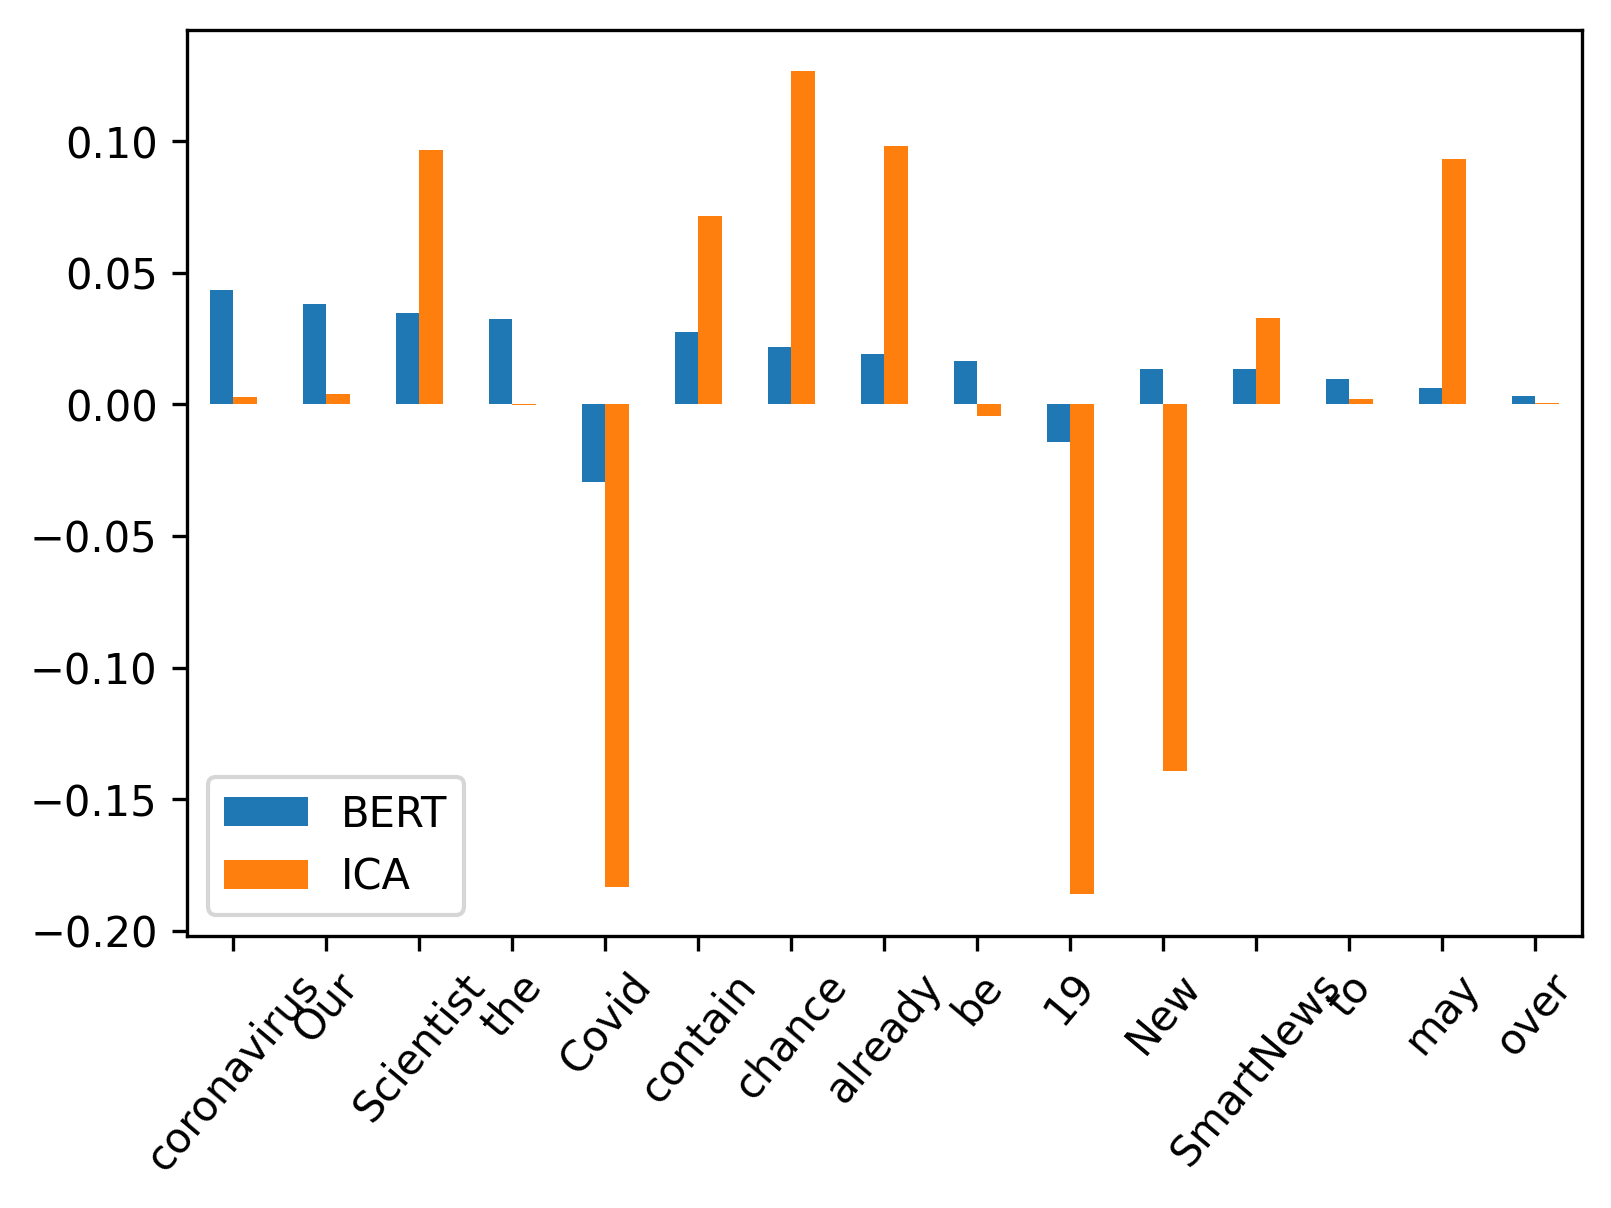 0.10
0.05
0.00
−0.05
−0.10
−0.15
−0.20
BERT
ICA
coronavirus
Our
Scientist
the
Covid
contain
chance
already
be
19
New
SmartNews
to
may
over